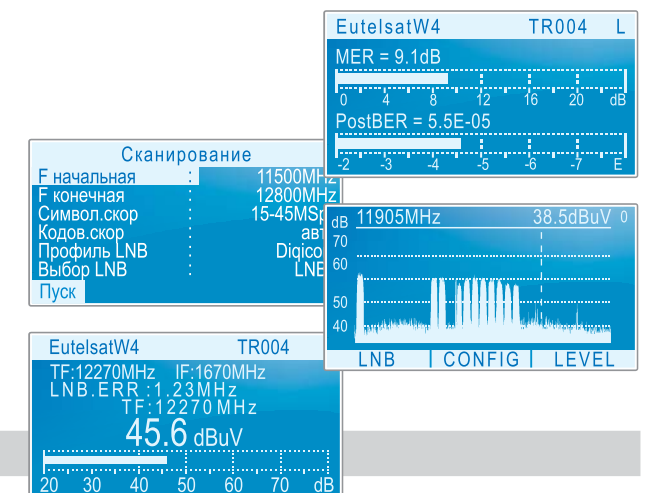 EutelsatW4 TR004 L
MER = 9.1dB
0 4 8 12 16 20 dB
PostBER = 5.5E-05
-2 -3 -4 -5 -6 -7 E
Сканирование
F начальная : 11500MHz
F конечная : 12800MHz
Символ.скор : 15-45MSp
Кодов.скор : авт
Профиль LNB : Diqico
Выбор LNB : LNB
Пуск
dB 11905MHz 38.5dBuV 0
70
60
50
40
LNB CONFIG LEVEL
EutelsatW4 TR004
TF:12270MHz IF:1670MHz
LNB.ERR :1.23MHz
TF:12270MHz
45.6 dBuV
20 30 40 50 60 70 dB